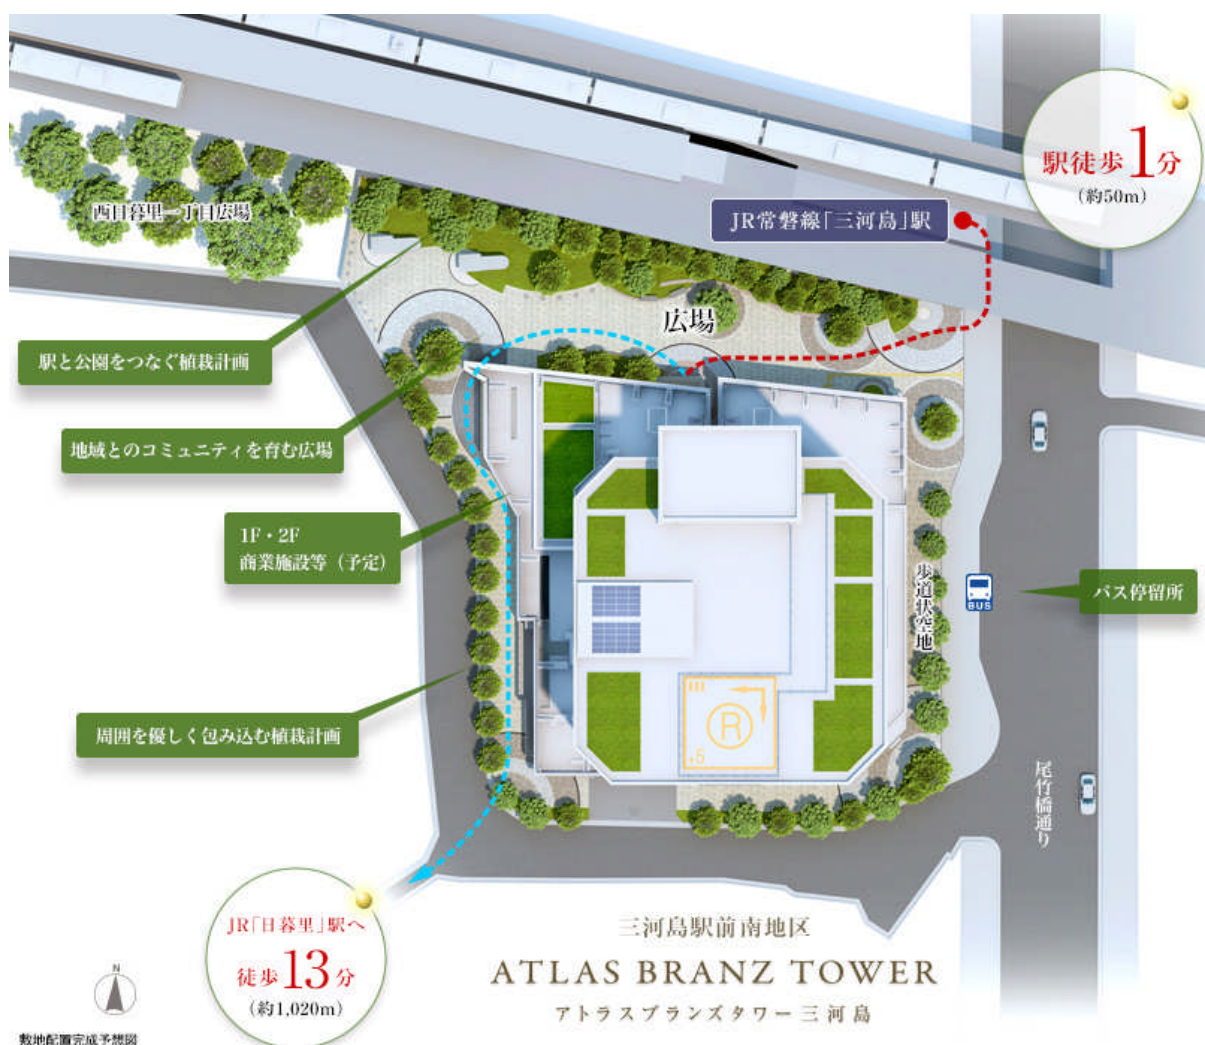 駅徒歩1分
(約50m)
西日暮里一丁目広場
JR常磐線「三河島」駅
広場
駅と公園をつなぐ植栽計画
地域とのコミュニティを育む広場
1F・2F
商業施設等（予定）
歩道状空地
BUS
バス停留所
周囲を優しく包み込む植栽計画
R
.5
尾竹橋通り
JR「日暮里」駅へ
徒歩13分
(約1,020m)
三河島駅前南地区
ATLAS BRANZ TOWER
アトラスブランズタワー三河島
N
敷地配置完成予想図